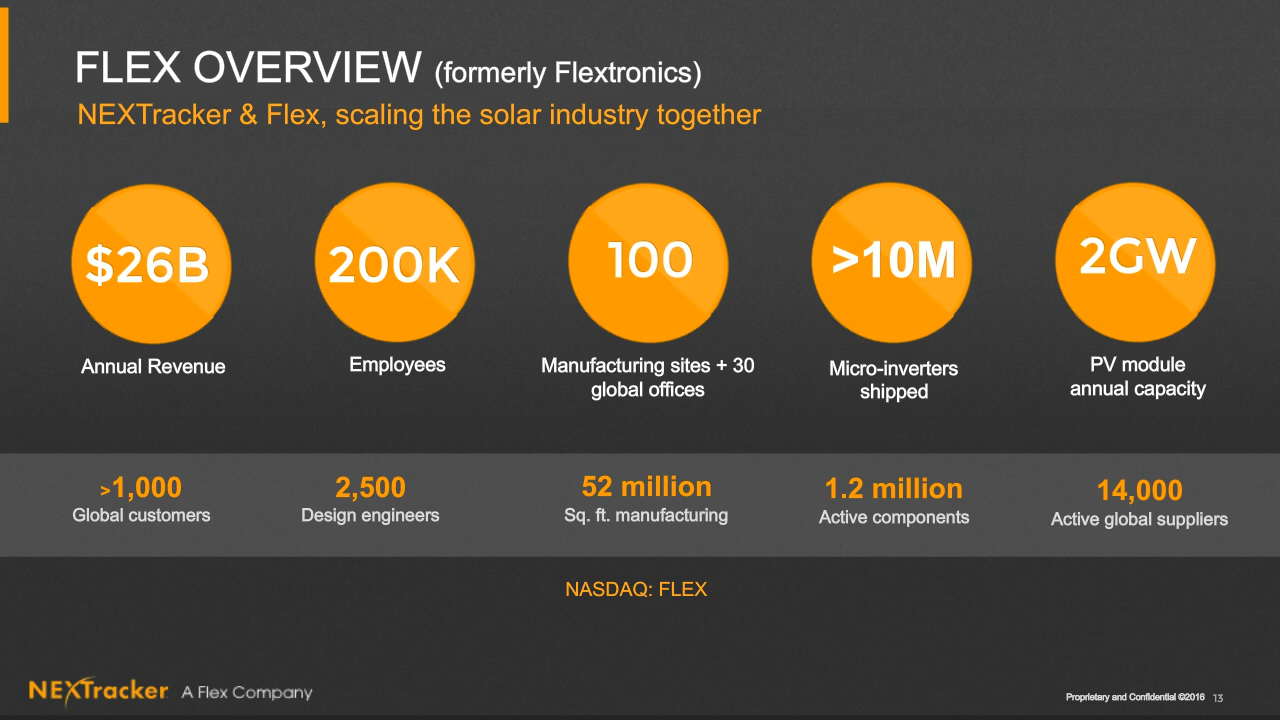 FLEX OVERVIEW (formerly Flextronics)
NEXTracker & Flex, scaling the solar industry together
$26B
Annual Revenue
200K
Employees
100
Manufacturing sites + 30
global offices
>10M
Micro-inverters
shipped
2GW
PV module
annual capacity
>1,000
Global customers
2,500
Design engineers
52 million
Sq. ft. manufacturing
1.2 million
Active components
14,000
Active global suppliers
NASDAQ: FLEX
NEXTracker A Flex Company
Proprietary and Confidential ©2016 13